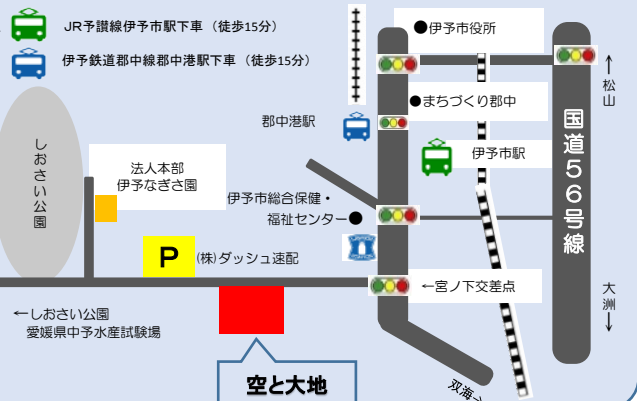 JR予讃線伊予市駅下車（徒歩15分）
伊予鉄道郡中線郡中港駅下車（徒歩15分）
●伊予市役所
↑
松山
●まちづくり郡中
郡中港駅
伊予市駅
国道５６号線
しおさい公園
法人本部
伊予なぎさ園
伊予市総合保健・
福祉センター●
P
(株)ダッシュ速配
←宮ノ下交差点
大洲
↓
←しおさい公園
愛媛県中予水産試験場
空と大地
双海